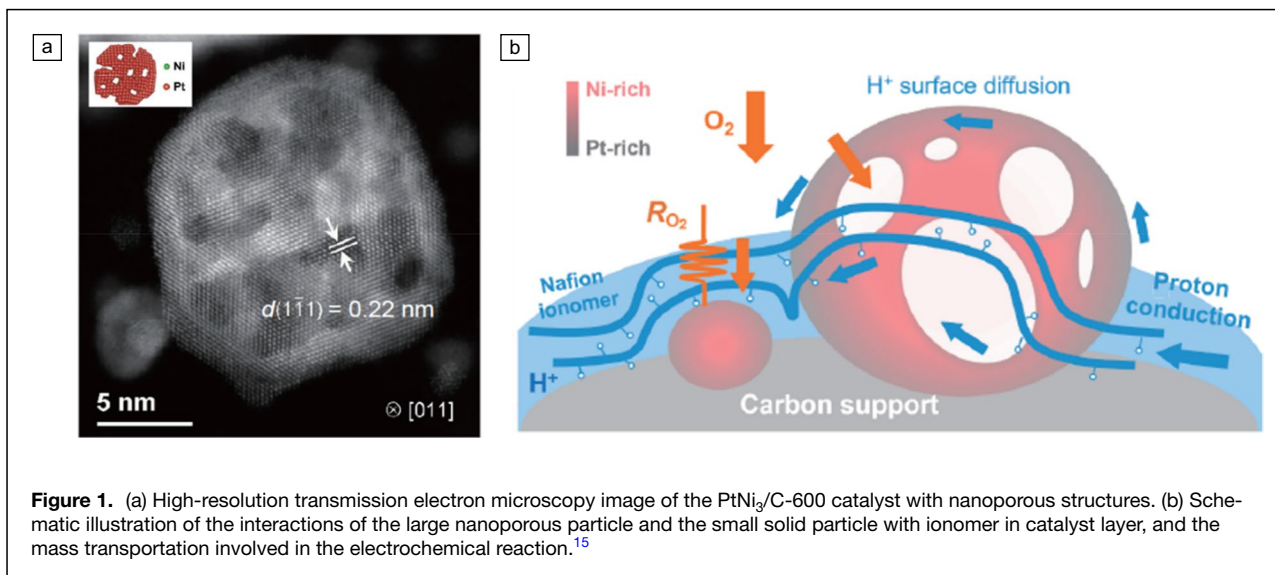 a
Ni
Pt
d(11̄1) = 0.22 nm
5 nm
⊗ [011]
b
Ni-rich
Pt-rich
O₂
H⁺ surface diffusion
R_O₂
Nafion
ionomer
Proton
conduction
H⁺
Carbon support
Figure 1. (a) High-resolution transmission electron microscopy image of the PtNi₃/C-600 catalyst with nanoporous structures. (b) Sche-
matic illustration of the interactions of the large nanoporous particle and the small solid particle with ionomer in catalyst layer, and the
mass transportation involved in the electrochemical reaction.¹⁵